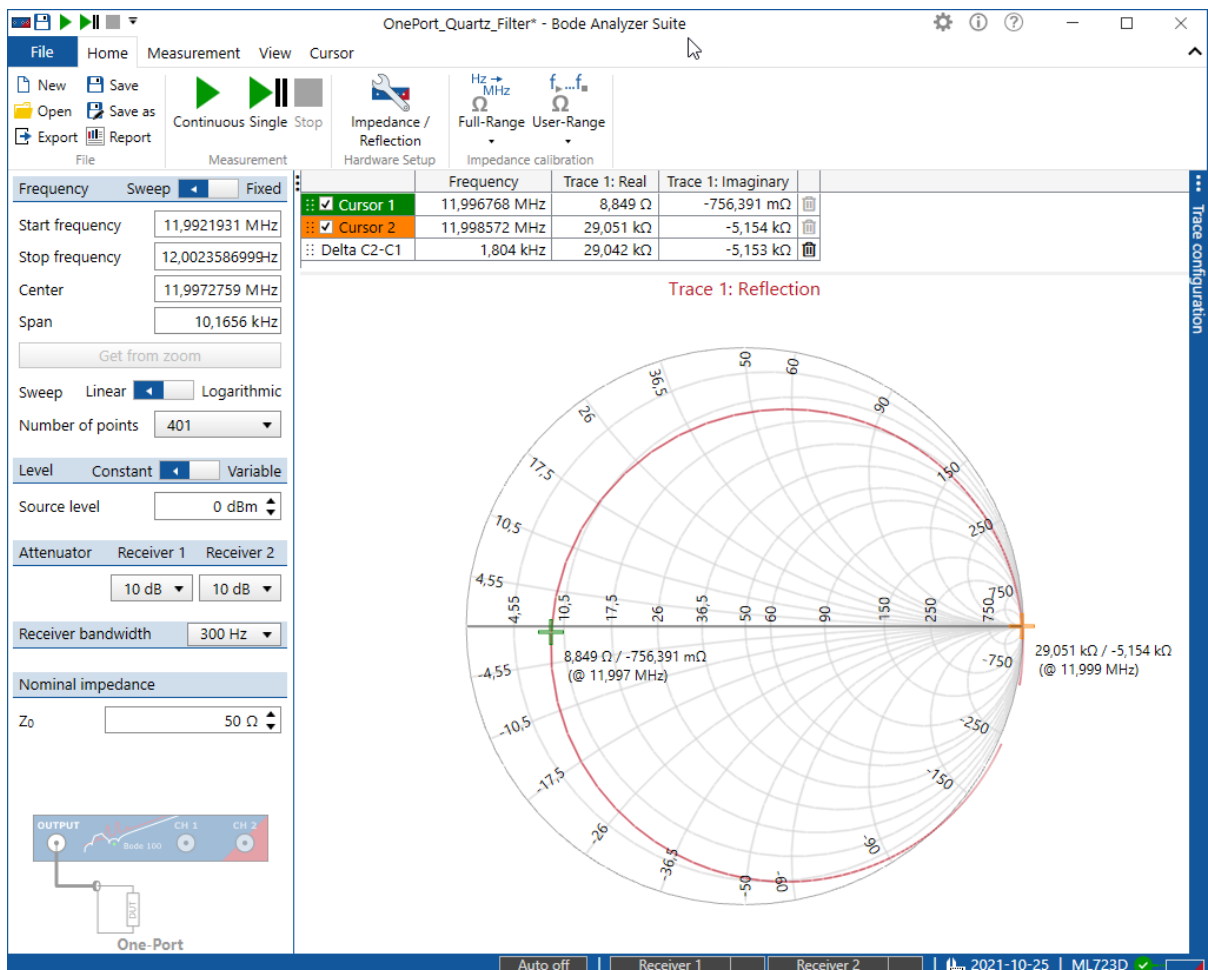 OnePort_Quartz_Filter* - Bode Analyzer Suite
File Home Measurement View Cursor
New Save
Open Save as
Export Report
File
Continuous Single Stop
Measurement
Impedance /
Reflection
Hardware Setup
Hz
MHz
Ω
Full-Range
f...f
Ω
User-Range
Impedance calibration
Frequency Sweep Fixed
Start frequency 11,9921931 MHz
Stop frequency 12,0023586999Hz
Center 11,9972759 MHz
Span 10,1656 kHz
Get from zoom
Sweep Linear Logarithmic
Number of points 401
Level Constant Variable
Source level 0 dBm
Attenuator Receiver 1 Receiver 2
10 dB 10 dB
Receiver bandwidth 300 Hz
Nominal impedance
Z0 50 Ω
OUTPUT CH 1 CH 2
Bode 100
DUT
One-Port
Frequency Trace 1: Real Trace 1: Imaginary
Cursor 1 11,996768 MHz 8,849 Ω -756,391 mΩ
Cursor 2 11,998572 MHz 29,051 kΩ -5,154 kΩ
Delta C2-C1 1,804 kHz 29,042 kΩ -5,153 kΩ
Trace configuration
Trace 1: Reflection
4,55
10,5
17,5
26
36,5
50
60
90
150
250
750
4,55 10,5 17,5 26 36,5 50 60 90 150 250 750
8,849 Ω / -756,391 mΩ
(@ 11,997 MHz)
29,051 kΩ / -5,154 kΩ
(@ 11,999 MHz)
-4,55
-10,5
-17,5
-26
-36,5
-50
-60
-90
-150
-250
-750
Auto off | Receiver 1 Receiver 2 | 2021-10-25 | ML723D